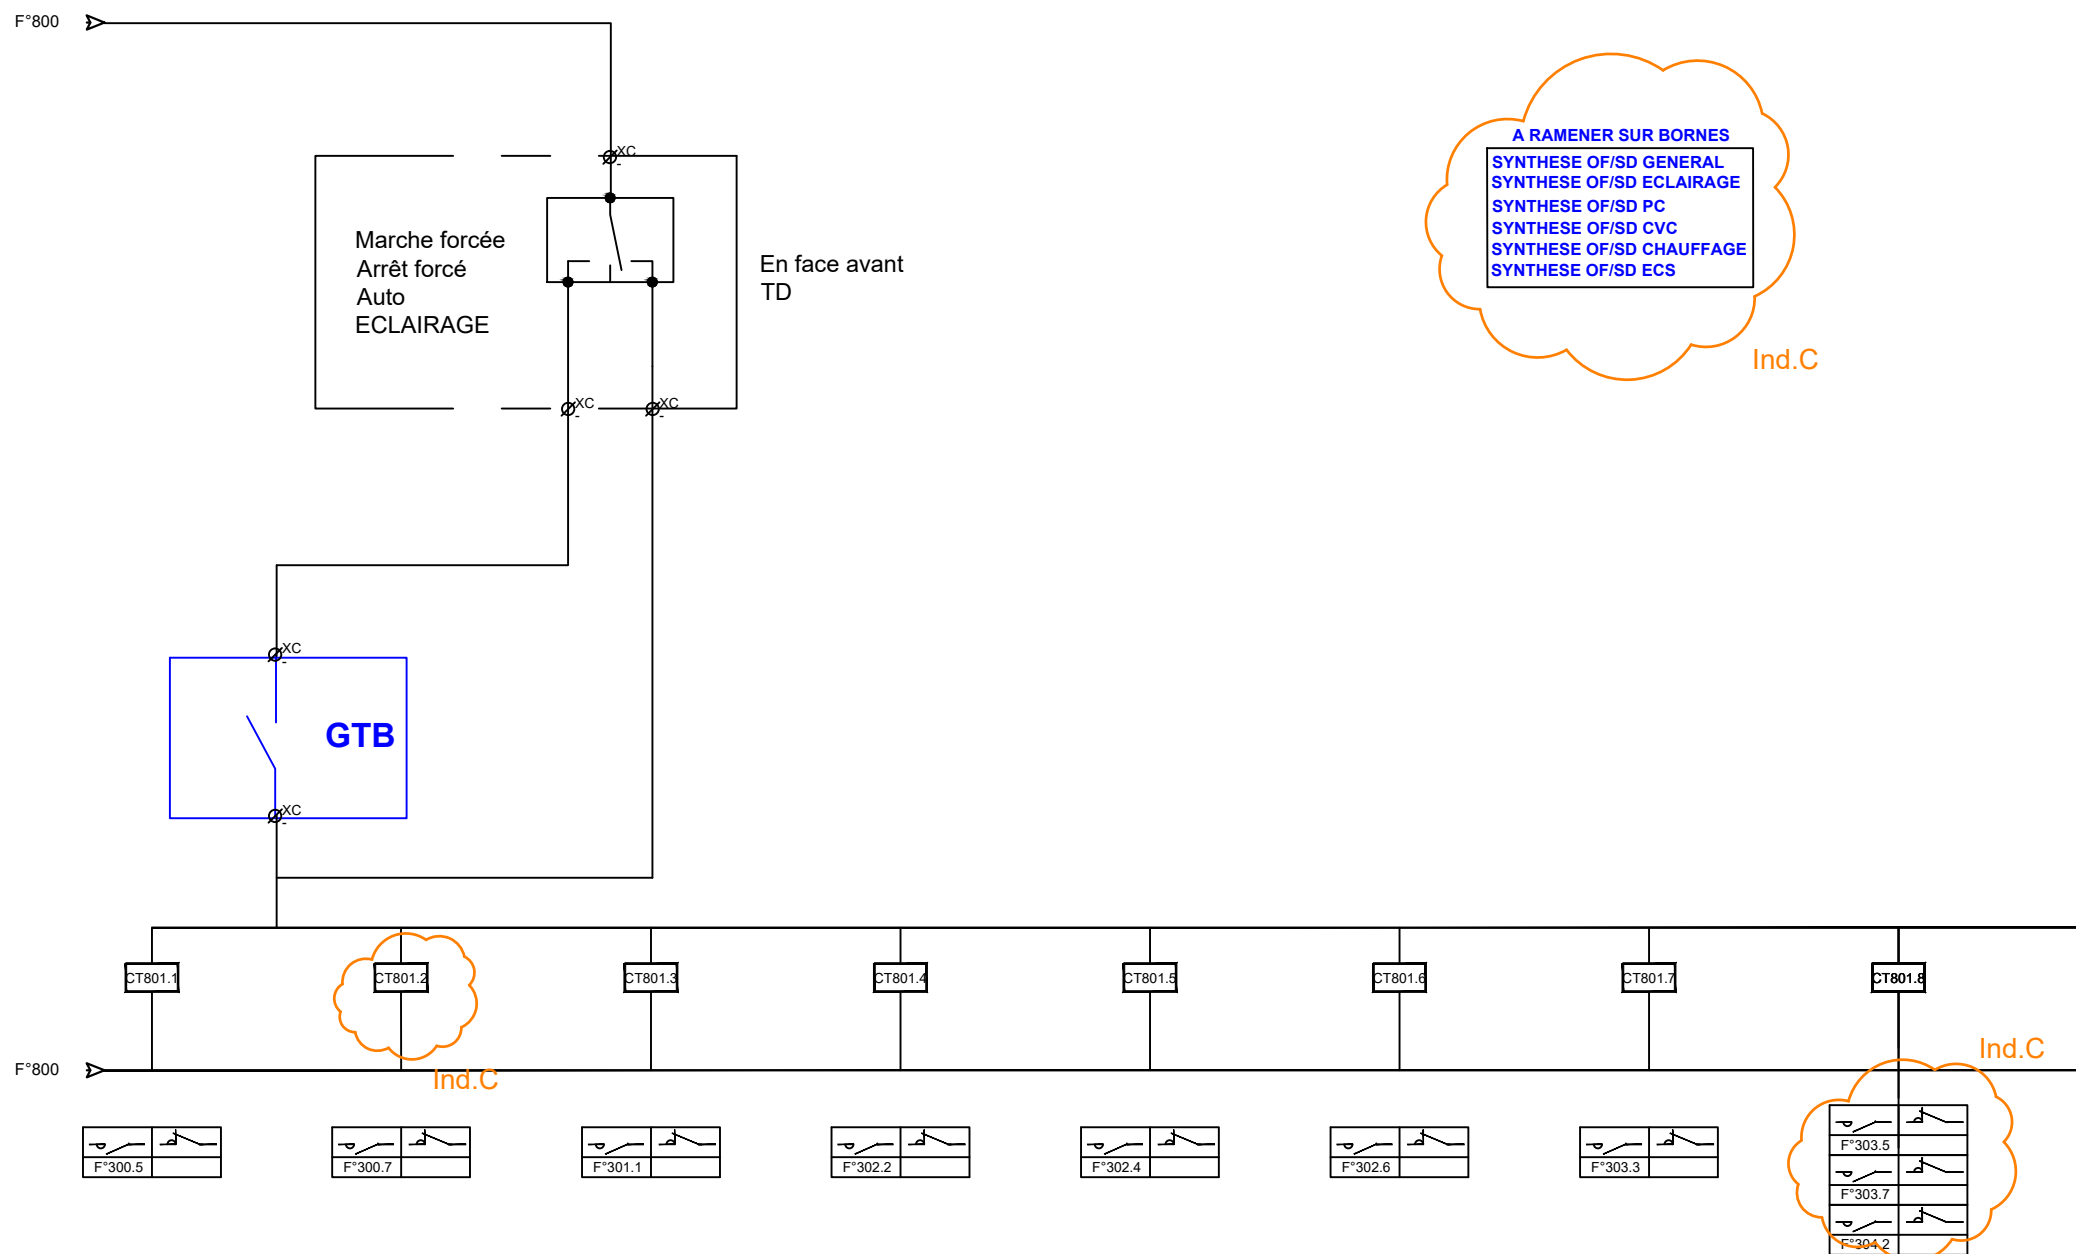 F°800
XC
-
A RAMENER SUR BORNES
SYNTHESE OF/SD GENERAL
SYNTHESE OF/SD ECLAIRAGE
SYNTHESE OF/SD PC
SYNTHESE OF/SD CVC
SYNTHESE OF/SD CHAUFFAGE
SYNTHESE OF/SD ECS
Ind.C
Marche forcée
Arrêt forcé
Auto
ECLAIRAGE
En face avant
TD
XC
-
XC
-
XC
-
GTB
XC
-
CT801.1
CT801.2
CT801.3
CT801.4
CT801.5
CT801.6
CT801.7
CT801.8
Ind.C
Ind.C
F°800
F°300.5
F°300.7
F°301.1
F°302.2
F°302.4
F°302.6
F°303.3
F°303.5
F°303.7
F°304.2